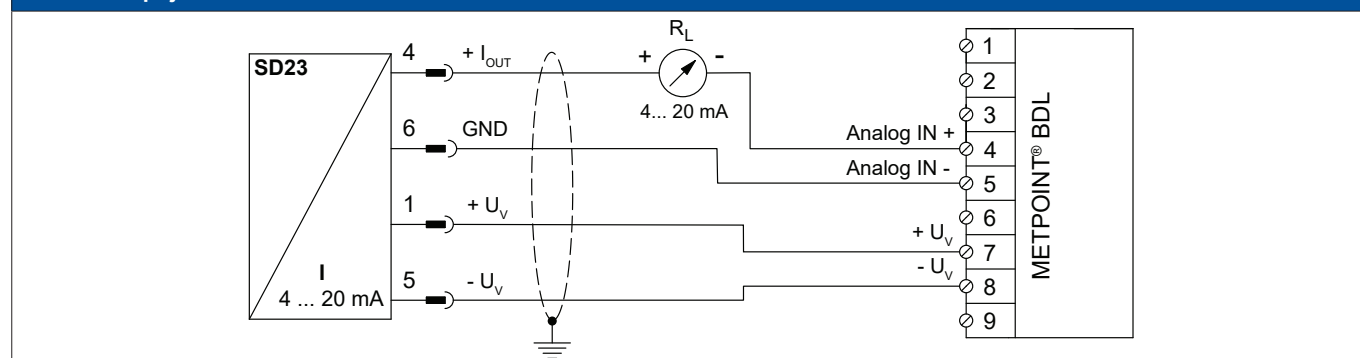 SD23
I
4 ... 20 mA
4
+ I_OUT
6
GND
1
+ U_V
5
- U_V
R_L
+
-
4... 20 mA
Analog IN +
Analog IN -
+ U_V
- U_V
1
2
3
4
5
6
7
8
9
METPOINT® BDL